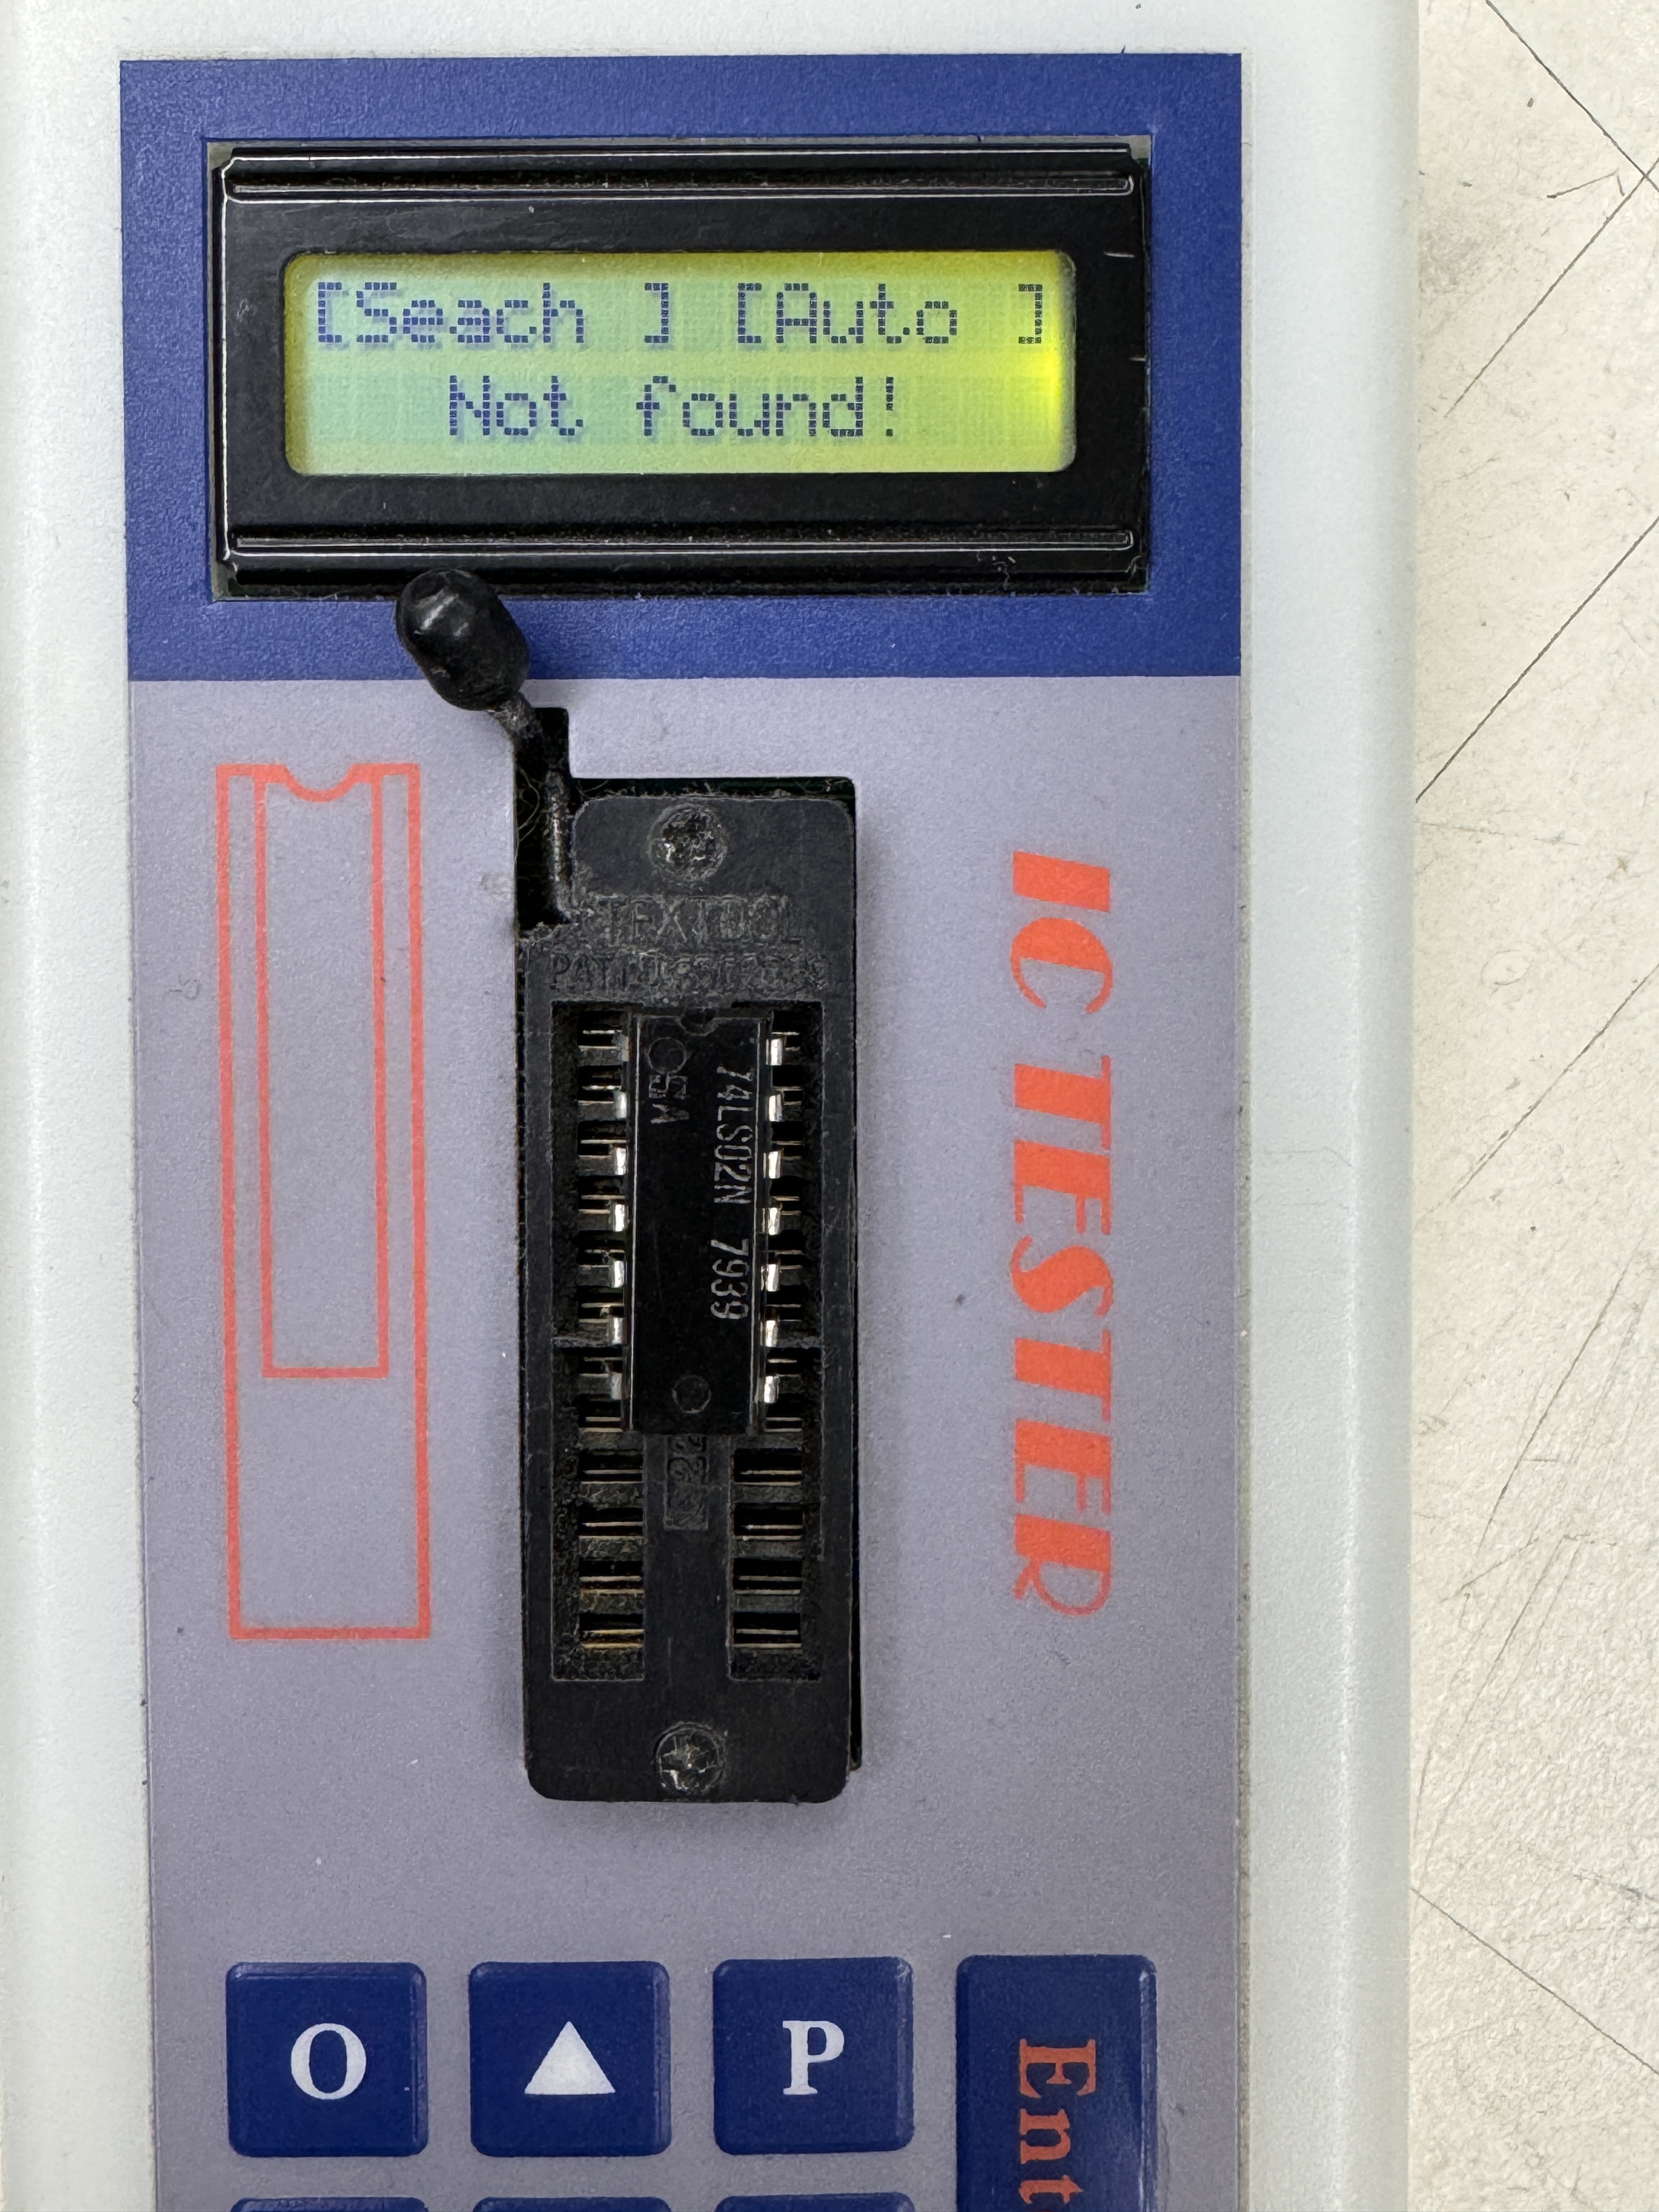 [Seach ] [Auto ]
Not found!
TEXTOOL
IC TESTER
74LS02N 7939
O
P
Ent